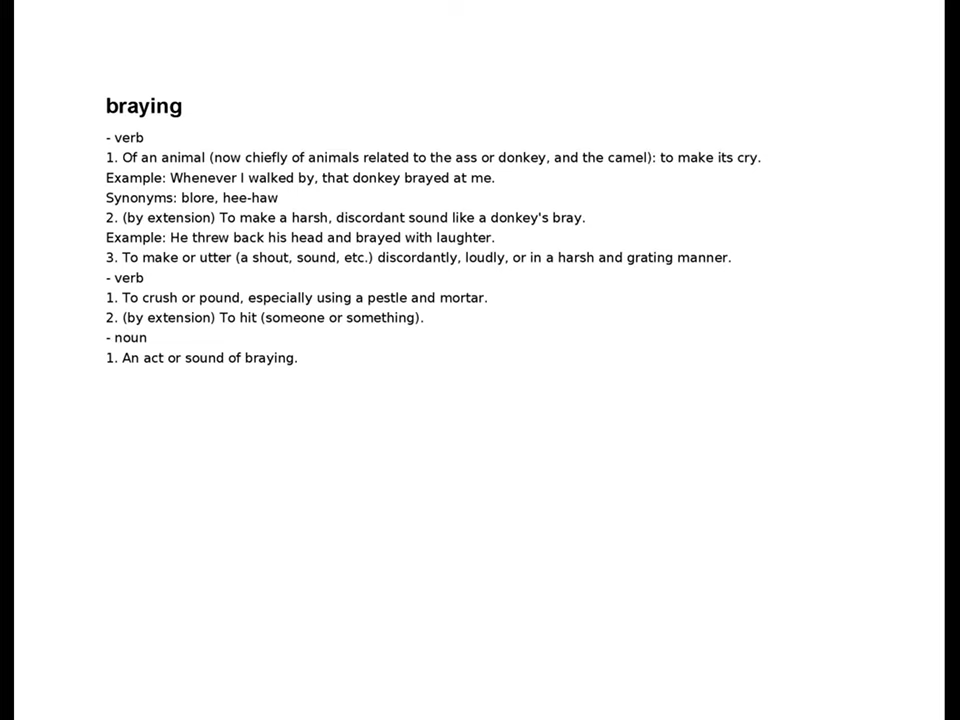 braying
- verb
1. Of an animal (now chiefly of animals related to the ass or donkey, and the camel): to make its cry.
Example: Whenever I walked by, that donkey brayed at me.
Synonyms: blore, hee-haw
2. (by extension) To make a harsh, discordant sound like a donkey's bray.
Example: He threw back his head and brayed with laughter.
3. To make or utter (a shout, sound, etc.) discordantly, loudly, or in a harsh and grating manner.
- verb
1. To crush or pound, especially using a pestle and mortar.
2. (by extension) To hit (someone or something).
- noun
1. An act or sound of braying.